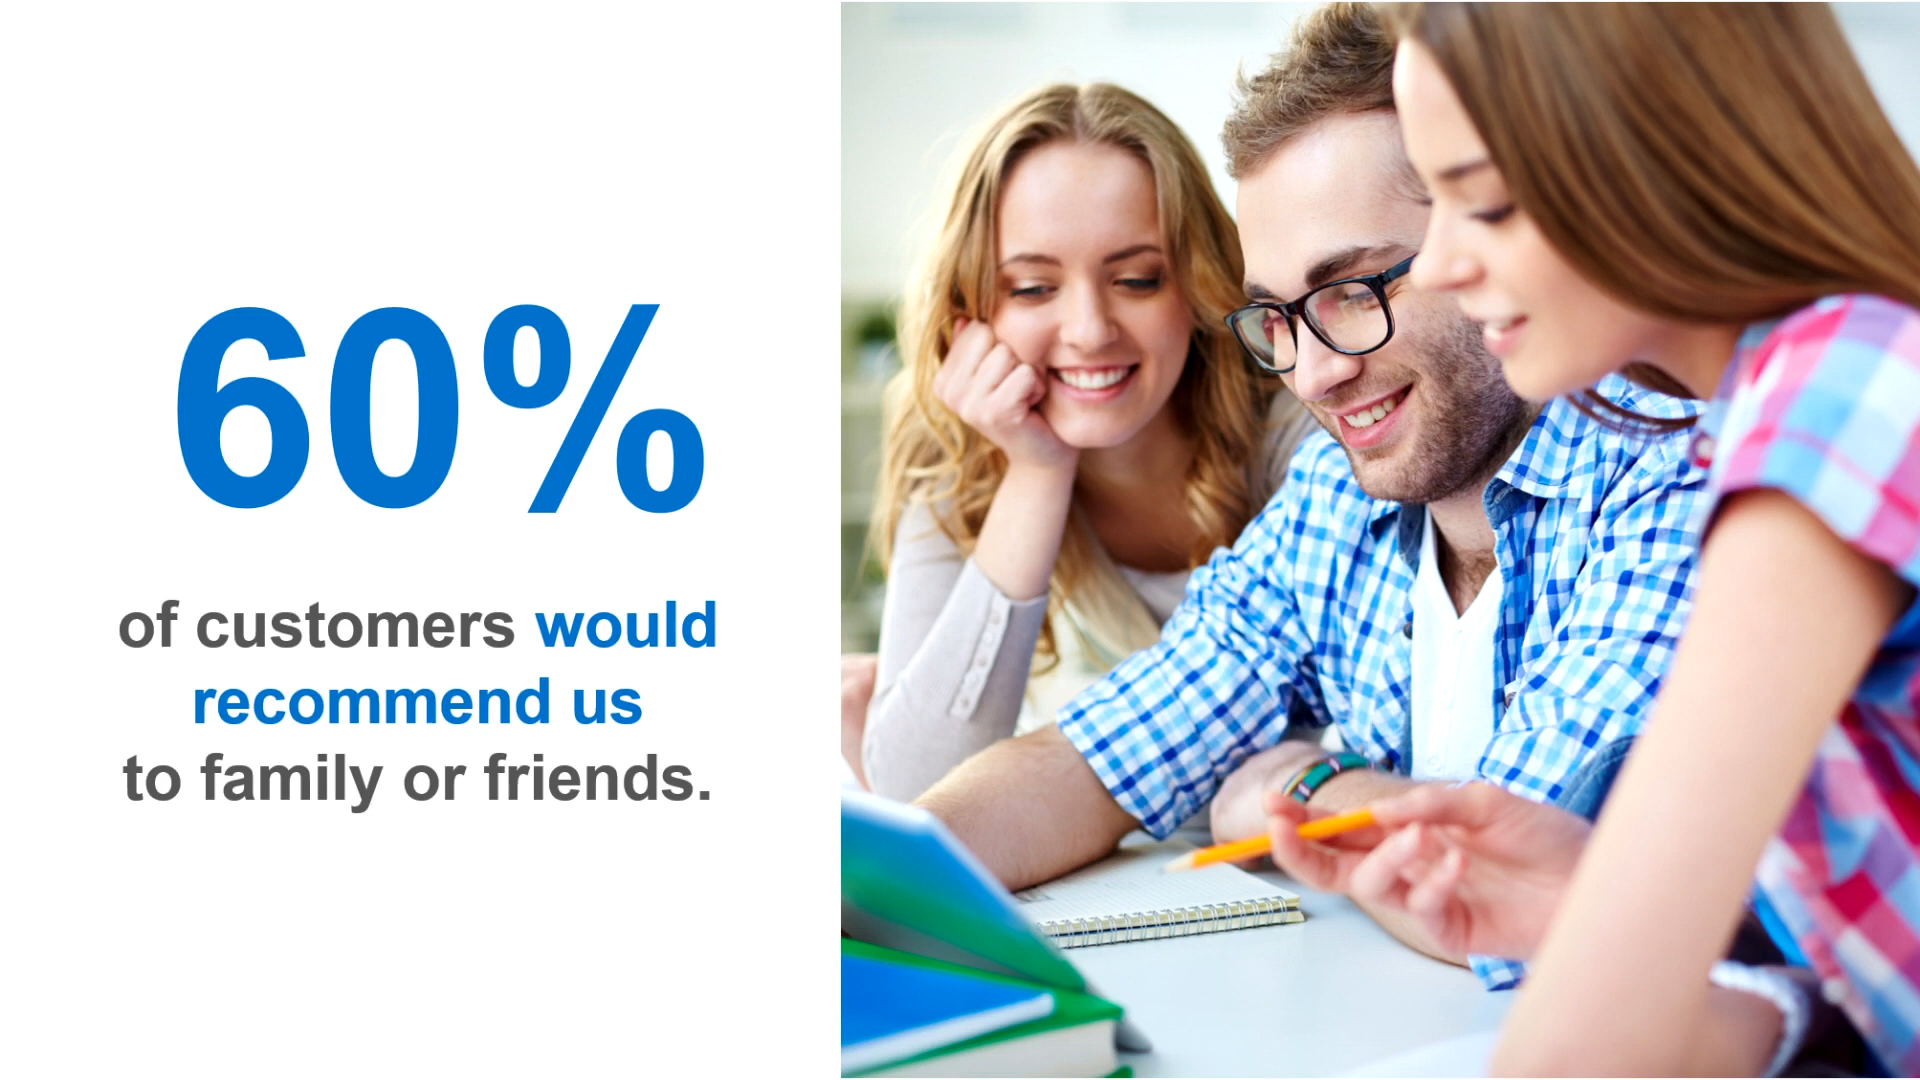 60%
of customers would
recommend us
to family or friends.